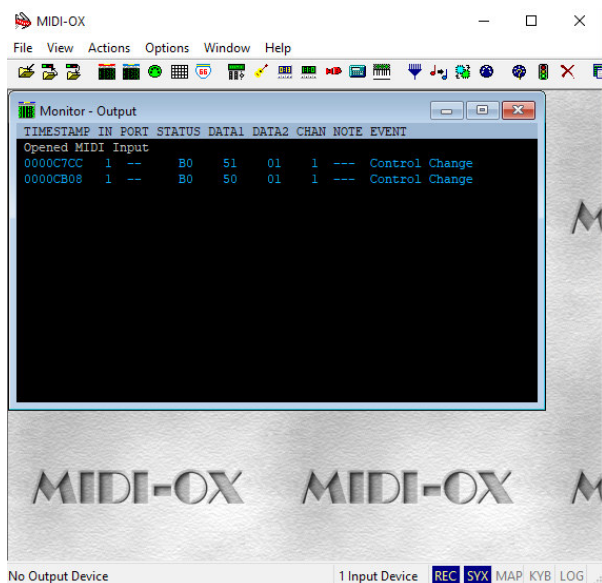 MIDI-OX
File View Actions Options Window Help
66
Monitor - Output
TIMESTAMP IN PORT STATUS DATA1 DATA2 CHAN NOTE EVENT
Opened MIDI Input
0000C7CC 1 -- B0 51 01 1 --- Control Change
0000CB08 1 -- B0 50 01 1 --- Control Change
MIDI-OX MIDI-OX
No Output Device 1 Input Device REC SYX MAP KYB LOG